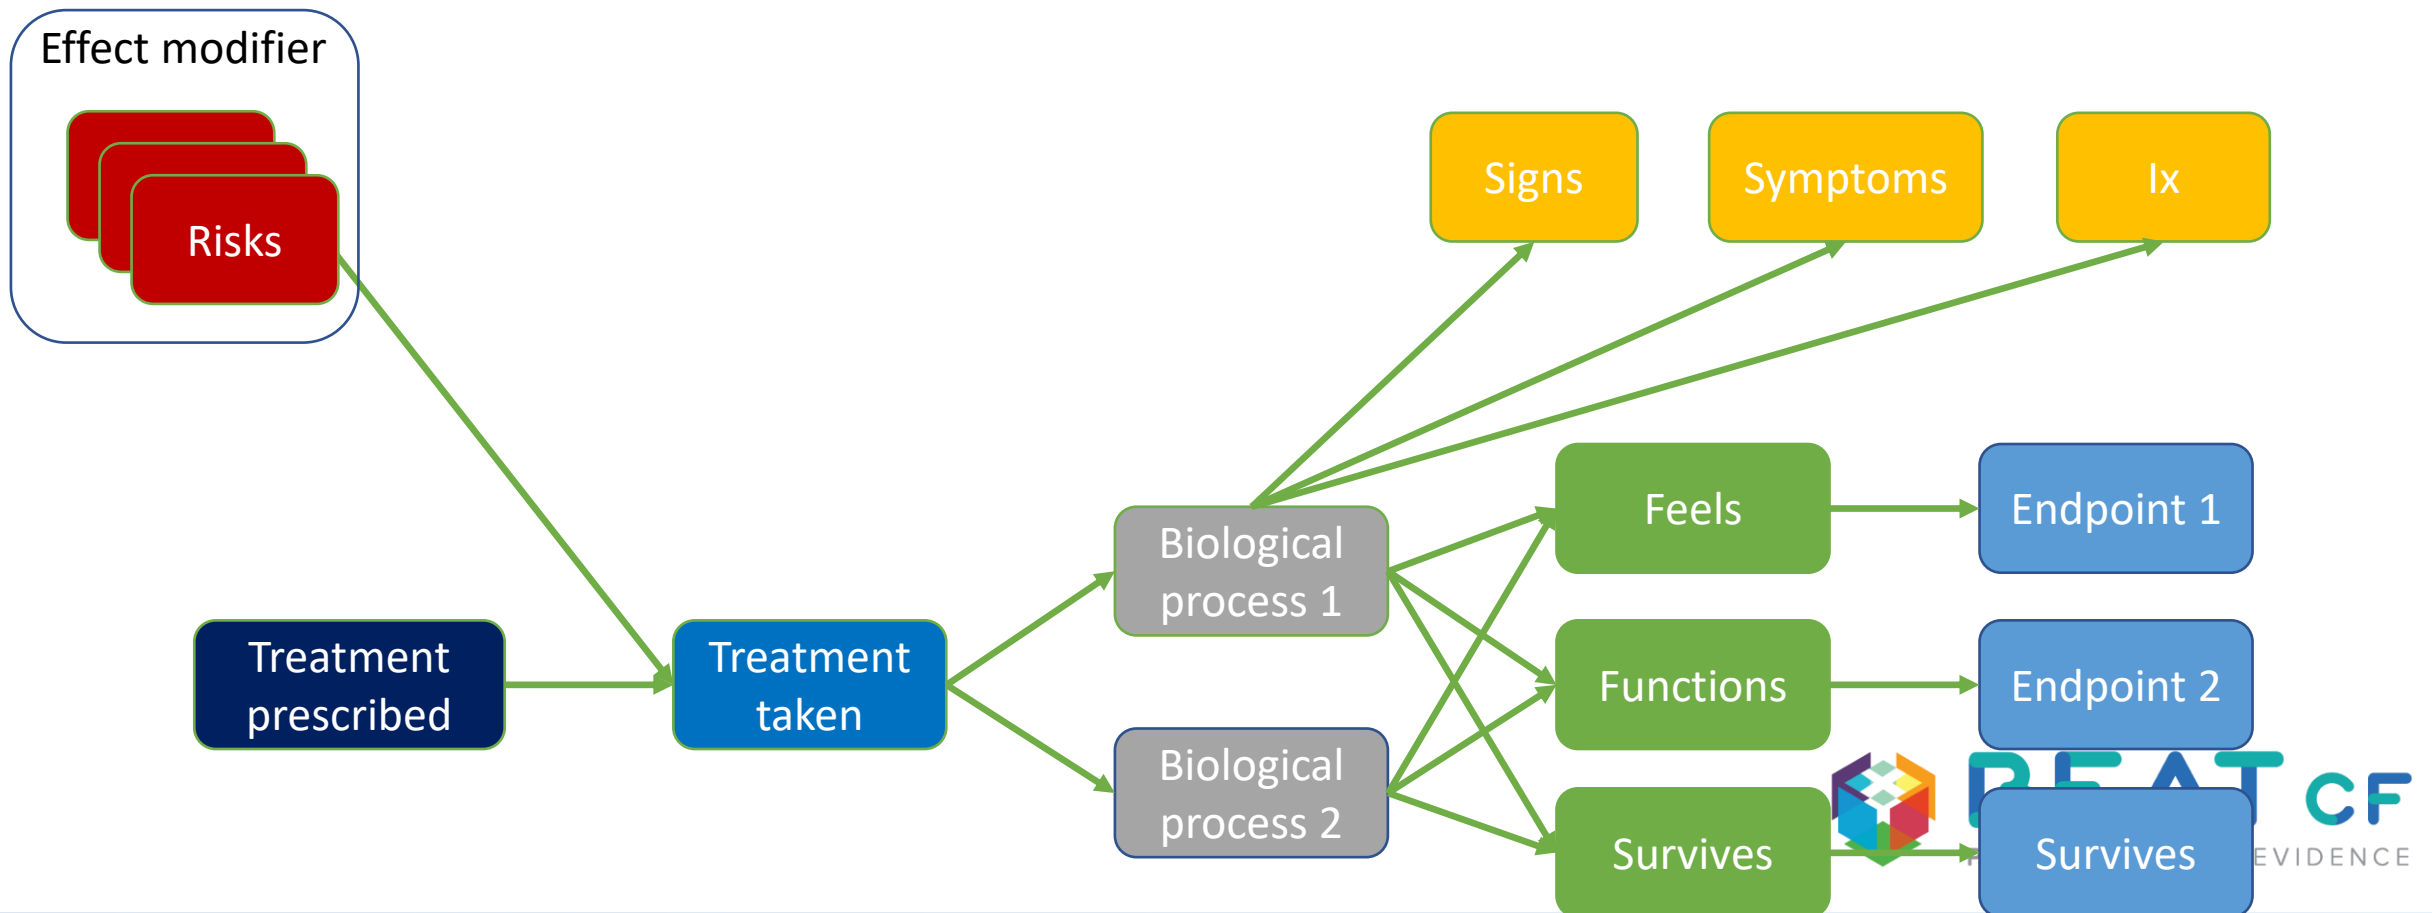 Effect modifier
Risks
Signs
Symptoms
Ix
Biological
process 1
Feels
Endpoint 1
Treatment
prescribed
Treatment
taken
Functions
Endpoint 2
Biological
process 2
Survives
Survives
CF
EVIDENCE